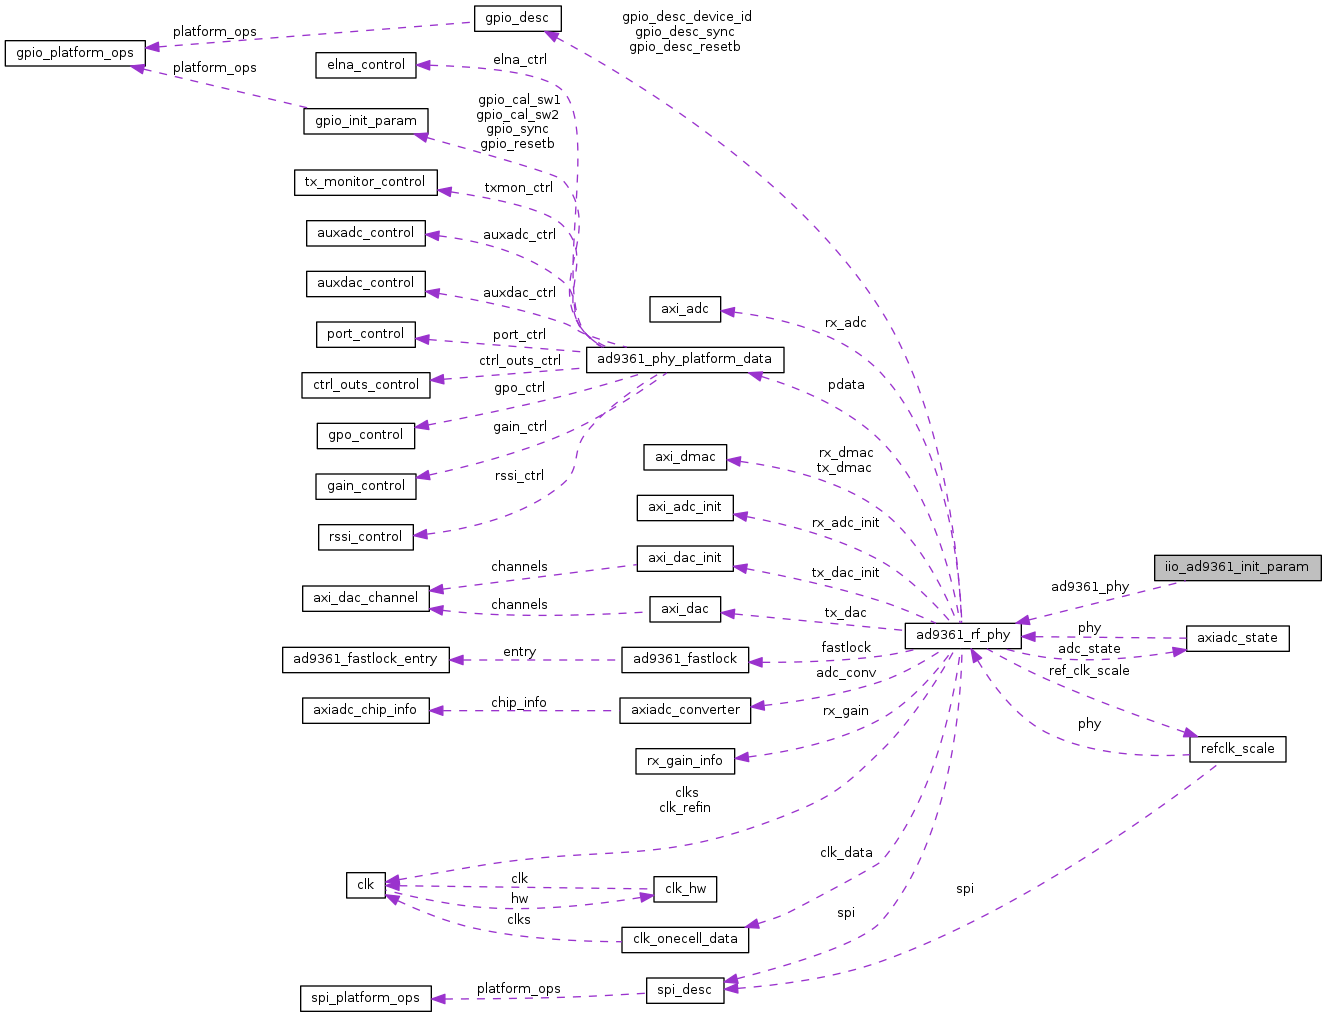 gpio_desc
gpio_desc_device_id
gpio_desc_sync
gpio_desc_resetb
platform_ops
gpio_platform_ops
elna_ctrl
elna_control
platform_ops
gpio_cal_sw1
gpio_cal_sw2
gpio_sync
gpio_resetb
gpio_init_param
tx_monitor_control
txmon_ctrl
auxadc_control
auxadc_ctrl
auxdac_control
auxdac_ctrl
axi_adc
rx_adc
port_control
port_ctrl
ad9361_phy_platform_data
ctrl_outs_ctrl
ctrl_outs_control
pdata
gpo_ctrl
gpo_control
gain_ctrl
axi_dmac
rx_dmac
tx_dmac
rssi_ctrl
gain_control
axi_adc_init
rx_adc_init
rssi_control
axi_dac_init
channels
tx_dac_init
iio_ad9361_init_param
ad9361_phy
axi_dac_channel
channels
axi_dac
tx_dac
phy
ad9361_rf_phy
axiadc_state
adc_state
fastlock
entry
ad9361_fastlock_entry
ad9361_fastlock
adc_conv
ref_clk_scale
chip_info
axiadc_chip_info
axiadc_converter
rx_gain
phy
refclk_scale
rx_gain_info
clks
clk_refin
clk_data
clk
clk
clk_hw
hw
spi
clks
spi
clk_onecell_data
platform_ops
spi_desc
spi_platform_ops